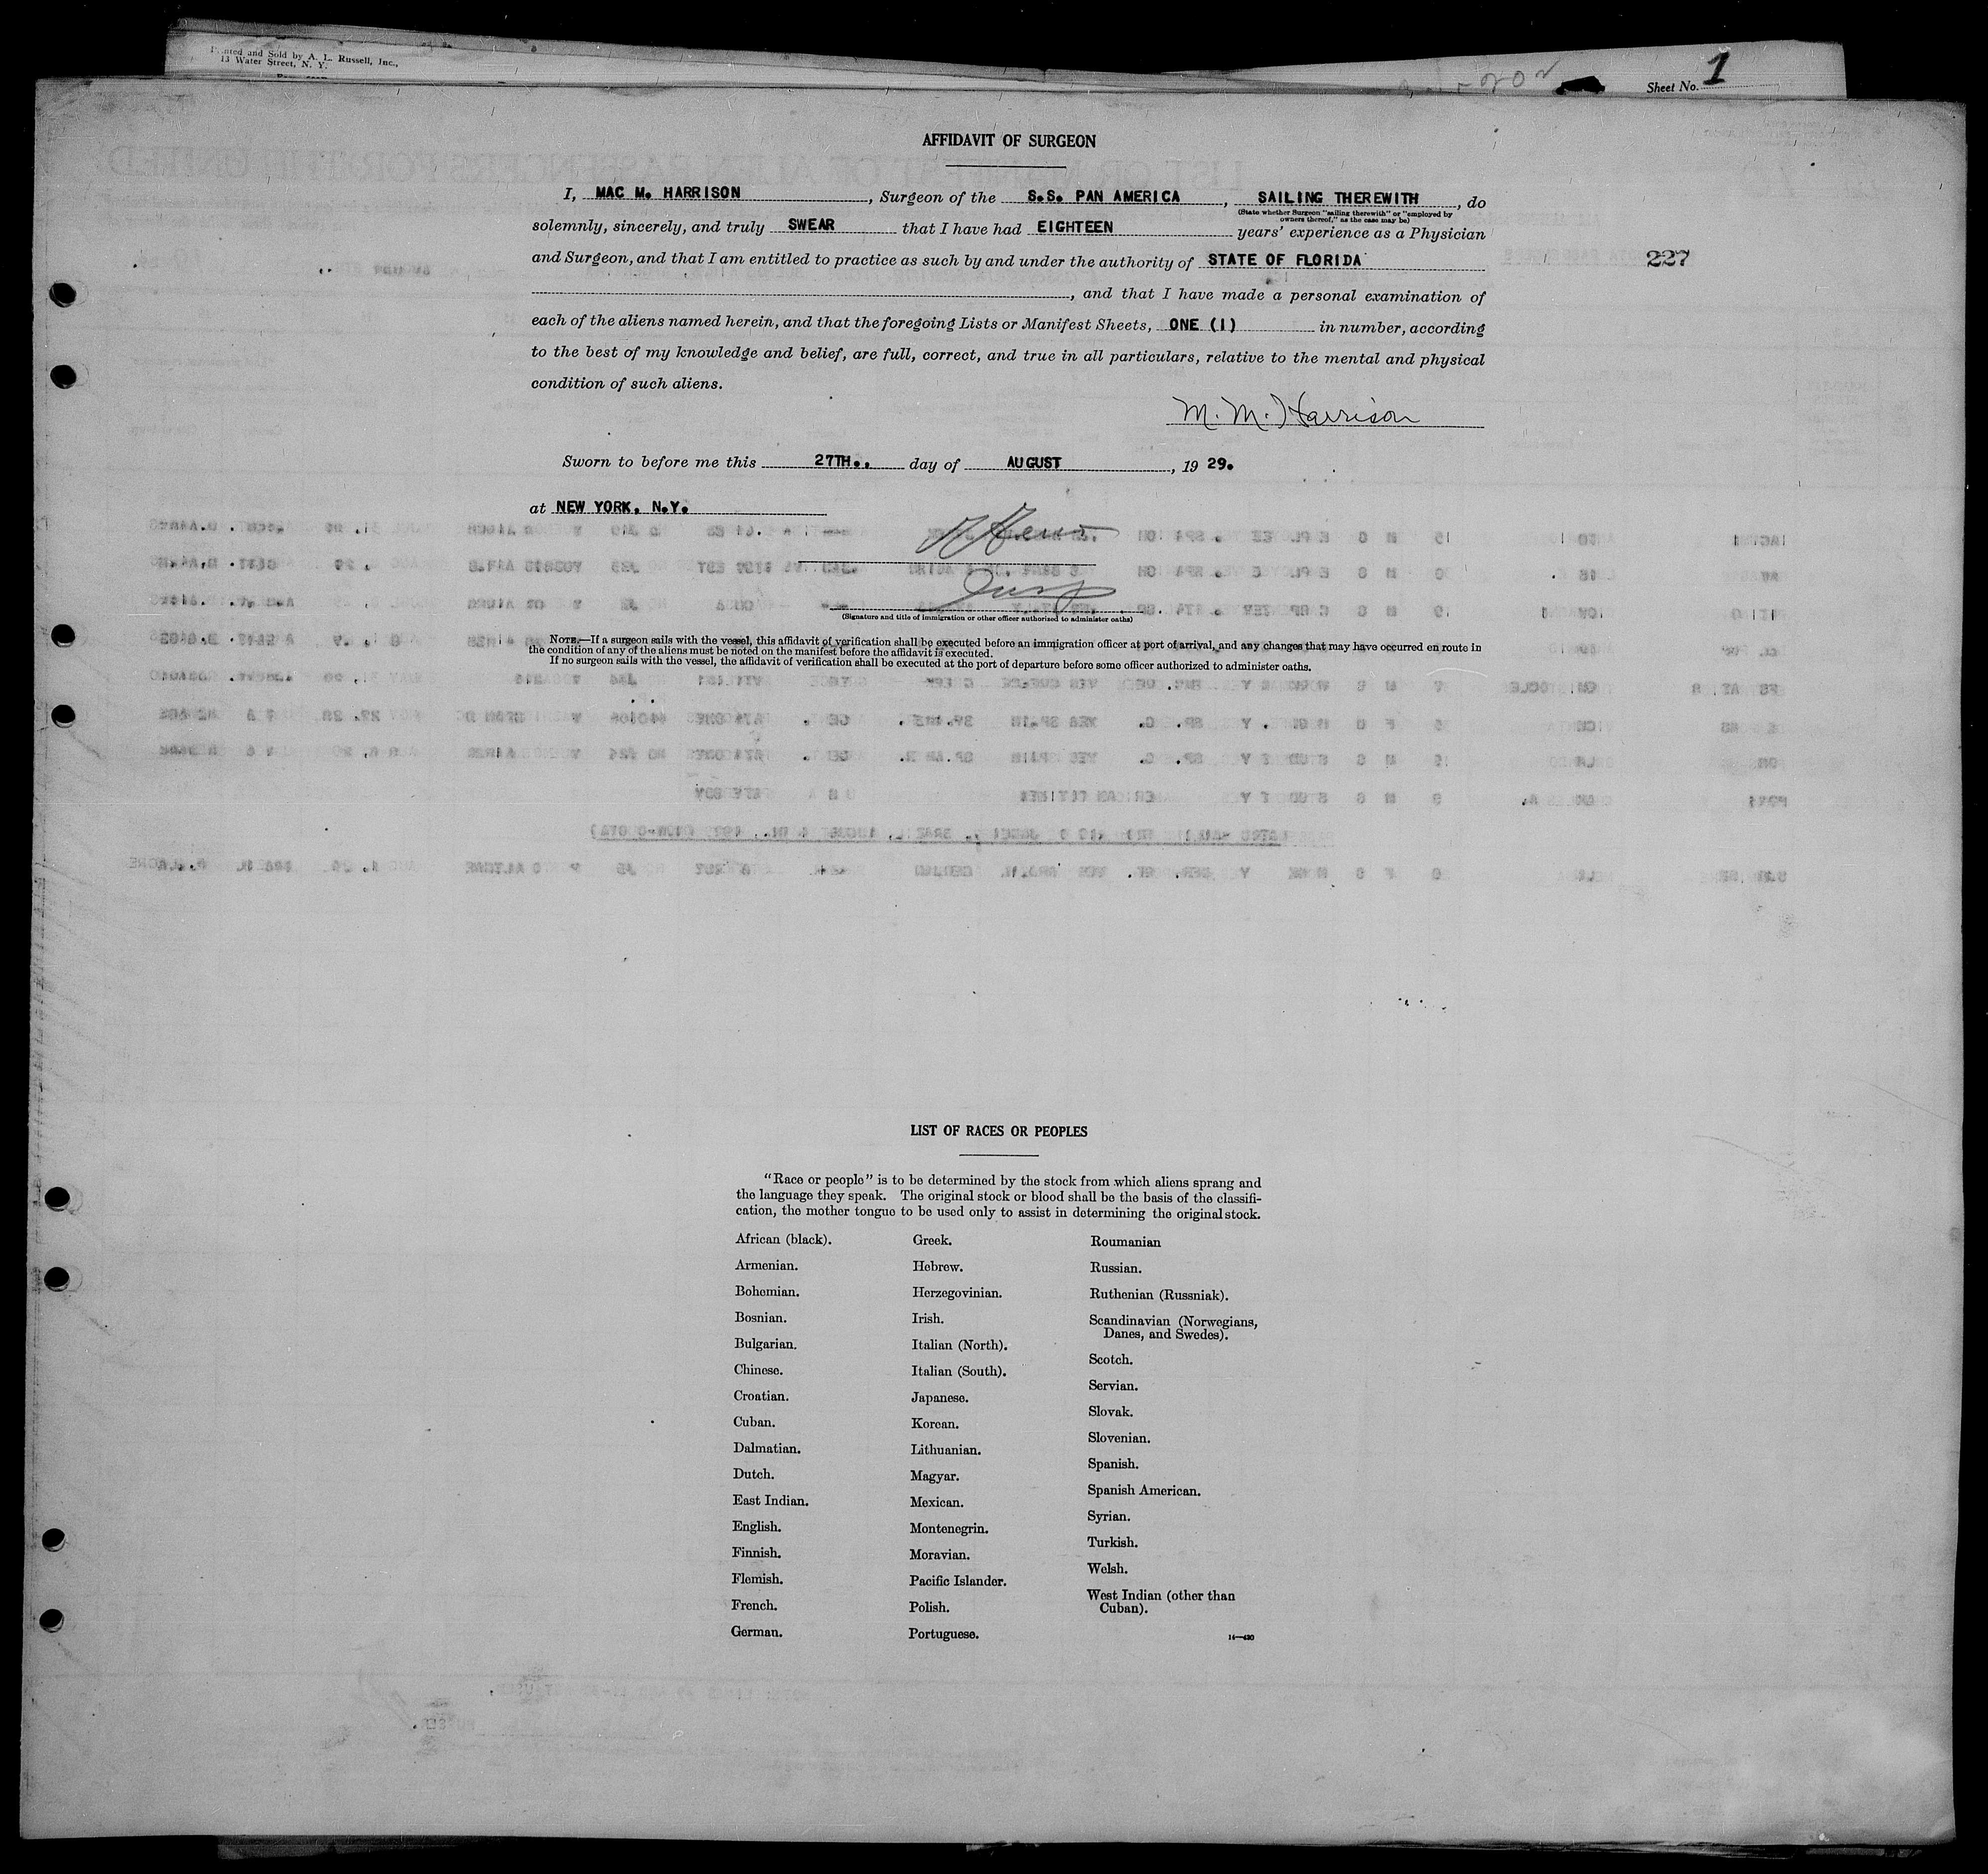 Printed and Sold by A. L. Russell, Inc.,
13 Water Street, N. Y.
Sheet No. 1
AFFIDAVIT OF SURGEON
I, MAC M. HARRISON, Surgeon of the S.S. PAN AMERICA, SAILING THEREWITH, do
(State whether Surgeon "sailing therewith" or "employed by
owners thereof," as the case may be)
solemnly, sincerely, and truly SWEAR that I have had EIGHTEEN years' experience as a Physician
and Surgeon, and that I am entitled to practice as such by and under the authority of STATE OF FLORIDA
227
, and that I have made a personal examination of
each of the aliens named herein, and that the foregoing Lists or Manifest Sheets, ONE (1) in number, according
to the best of my knowledge and belief, are full, correct, and true in all particulars, relative to the mental and physical
condition of such aliens.
M. M. Harrison
Sworn to before me this 27TH.. day of AUGUST, 1929.
at NEW YORK, N.Y.
(Signature and title of immigration or other officer authorized to administer oaths)
NOTE.—If a surgeon sails with the vessel, this affidavit of verification shall be executed before an immigration officer at port of arrival, and any changes that may have occurred en route in
the condition of any of the aliens must be noted on the manifest before the affidavit is executed.
If no surgeon sails with the vessel, the affidavit of verification shall be executed at the port of departure before some officer authorized to administer oaths.
LIST OF RACES OR PEOPLES
"Race or people" is to be determined by the stock from which aliens sprang and
the language they speak. The original stock or blood shall be the basis of the classifi-
cation, the mother tongue to be used only to assist in determining the original stock.
African (black).
Armenian.
Bohemian.
Bosnian.
Bulgarian.
Chinese.
Croatian.
Cuban.
Dalmatian.
Dutch.
East Indian.
English.
Finnish.
Flemish.
French.
German.
Greek.
Hebrew.
Herzegovinian.
Irish.
Italian (North).
Italian (South).
Japanese.
Korean.
Lithuanian.
Magyar.
Mexican.
Montenegrin.
Moravian.
Pacific Islander.
Polish.
Portuguese.
Roumanian
Russian.
Ruthenian (Russniak).
Scandinavian (Norwegians,
Danes, and Swedes).
Scotch.
Servian.
Slovak.
Slovenian.
Spanish.
Spanish American.
Syrian.
Turkish.
Welsh.
West Indian (other than
Cuban).
14—430